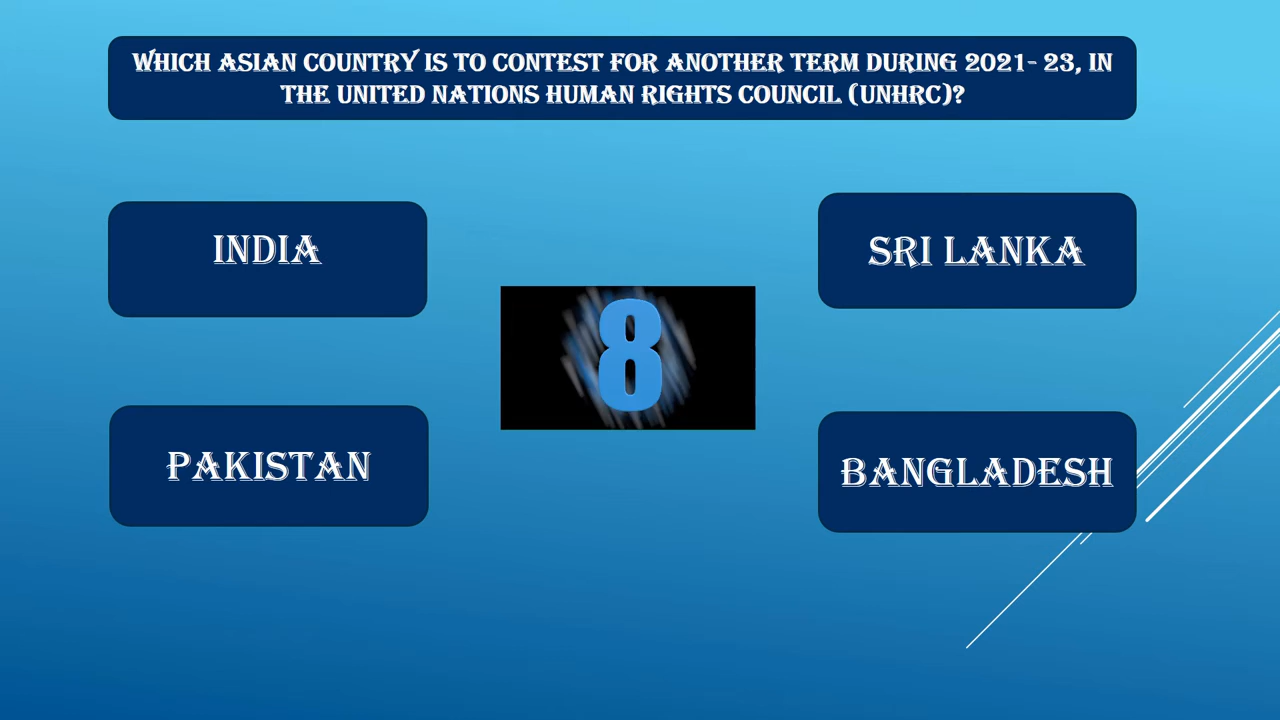 WHICH ASIAN COUNTRY IS TO CONTEST FOR ANOTHER TERM DURING 2021- 23, IN
THE UNITED NATIONS HUMAN RIGHTS COUNCIL (UNHRC)?
INDIA
SRI LANKA
8
PAKISTAN
BANGLADESH